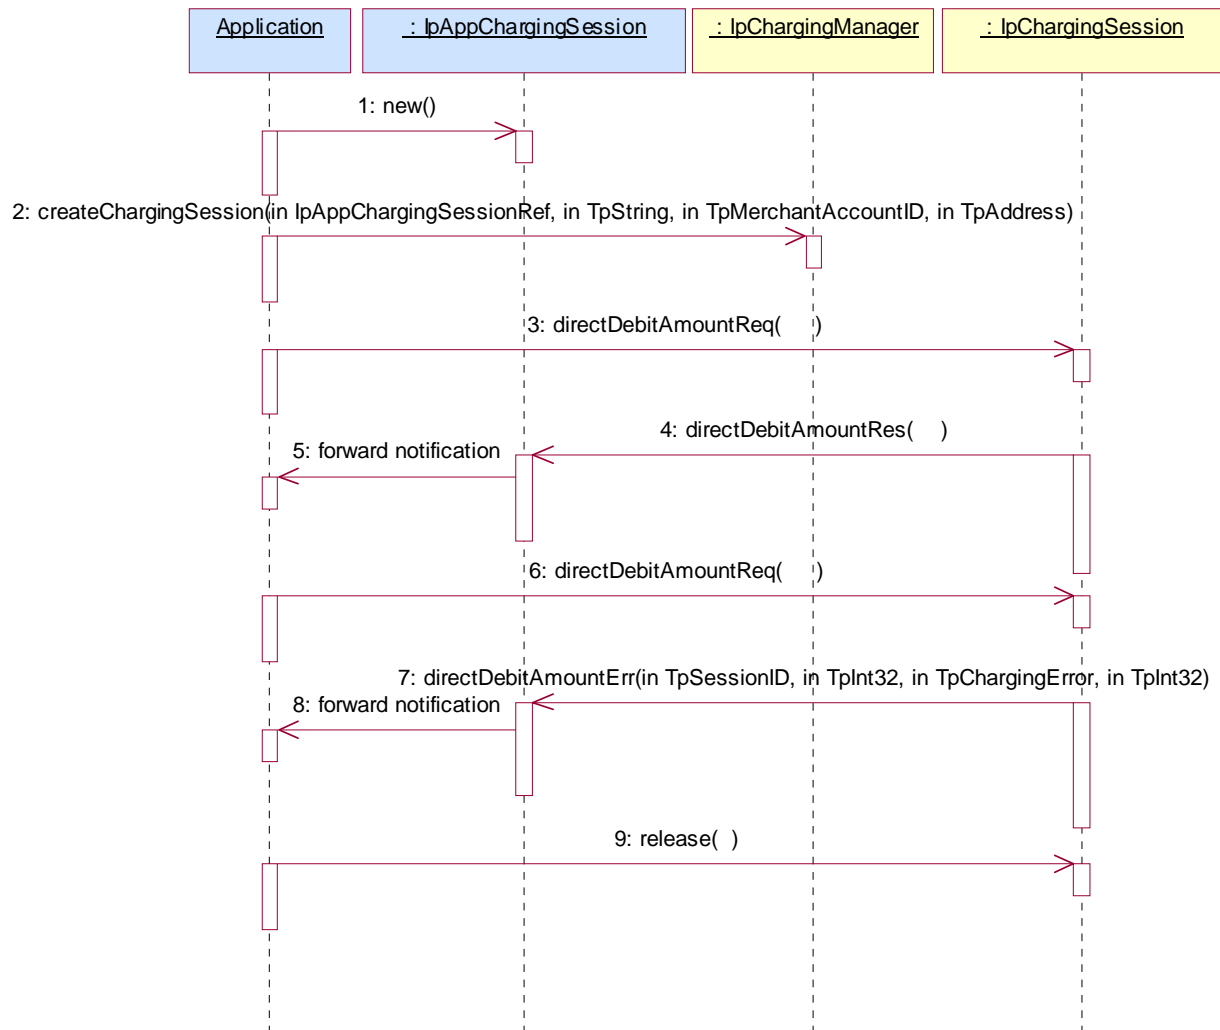 Application
: IpAppChargingSession
: IpChargingManager
: IpChargingSession
1: new()
2: createChargingSession(in IpAppChargingSessionRef, in TpString, in TpMerchantAccountID, in TpAddress)
3: directDebitAmountReq( )
4: directDebitAmountRes( )
5: forward notification
6: directDebitAmountReq( )
7: directDebitAmountErr(in TpSessionID, in TpInt32, in TpChargingError, in TpInt32)
8: forward notification
9: release( )